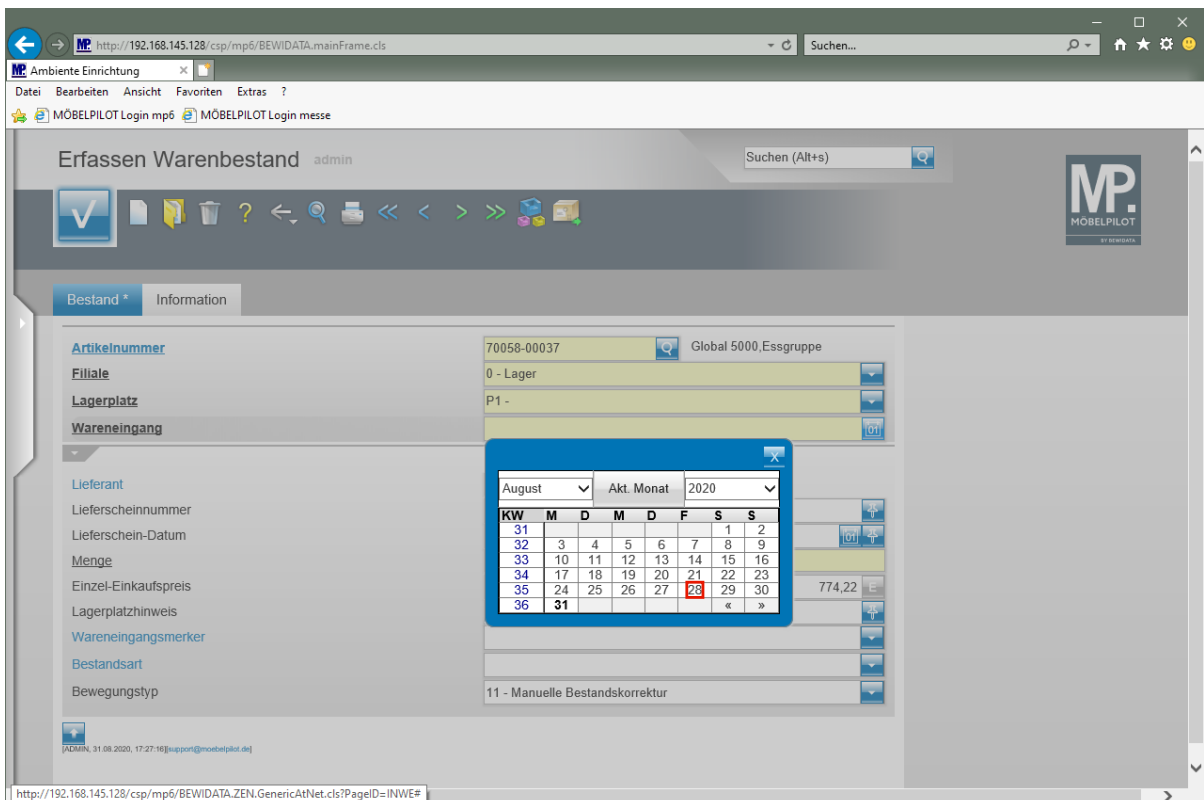 http://192.168.145.128/csp/mp6/BEWIDATA.mainFrame.cls
Suchen...
MP. Ambiente Einrichtung
Datei Bearbeiten Ansicht Favoriten Extras ?
MÖBELPILOT Login mp6 MÖBELPILOT Login messe
Erfassen Warenbestand admin
Suchen (Alt+s)
MP.
MÖBELPILOT
BY BEWIDATA
Bestand * Information
Artikelnummer 70058-00037 Global 5000,Essgruppe
Filiale 0 - Lager
Lagerplatz P1 -
Wareneingang 01
X
Lieferant
August Akt. Monat 2020
Lieferscheinnummer
Lieferschein-Datum 01
Menge
Einzel-Einkaufspreis 774,22 E
Lagerplatzhinweis
Wareneingangsmerker
Bestandsart
Bewegungstyp 11 - Manuelle Bestandskorrektur
KW M D M D F S S
31 1 2
32 3 4 5 6 7 8 9
33 10 11 12 13 14 15 16
34 17 18 19 20 21 22 23
35 24 25 26 27 28 29 30
36 31 « »
[ADMIN, 31.08.2020, 17:27:16][support@moebelpilot.de]
http://192.168.145.128/csp/mp6/BEWIDATA.ZEN.GenericAtNet.cls?PageID=INWE#